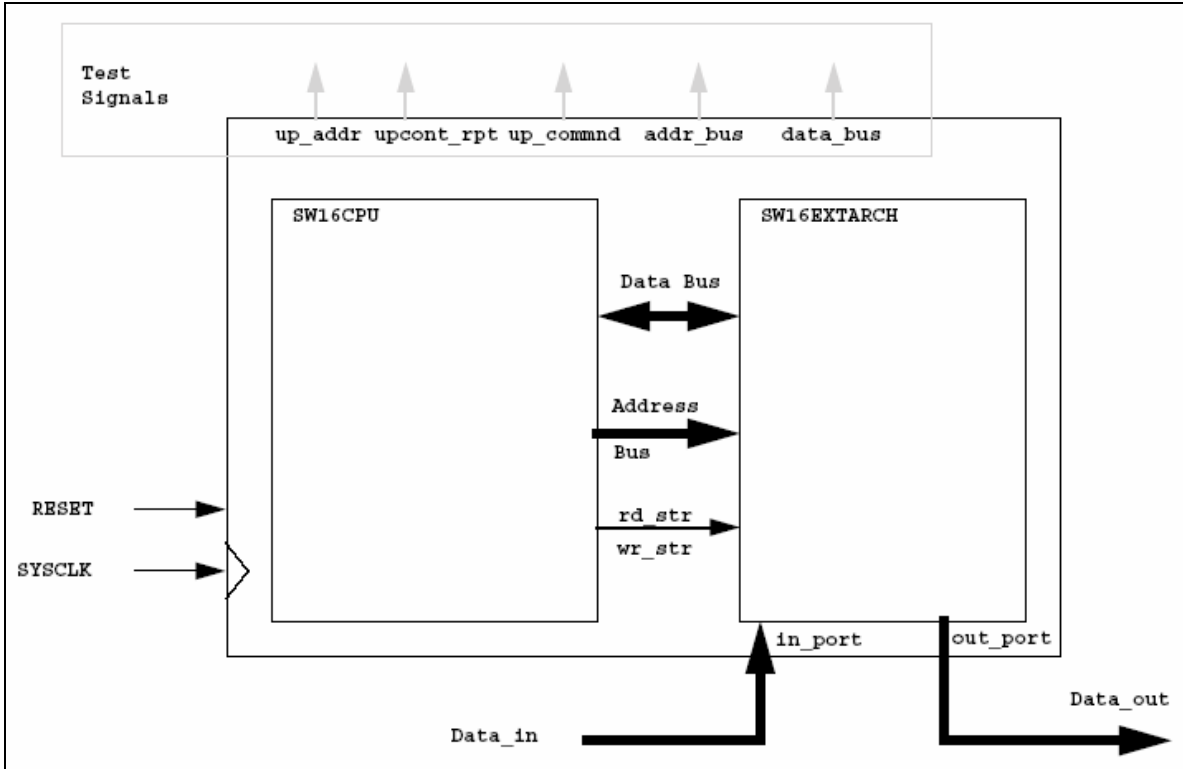 Test
Signals
up_addr upcont_rpt up_commnd addr_bus data_bus
SW16CPU
SW16EXTARCH
Data Bus
Address
Bus
RESET
rd_str
wr_str
SYSCLK
in_port
out_port
Data_out
Data_in